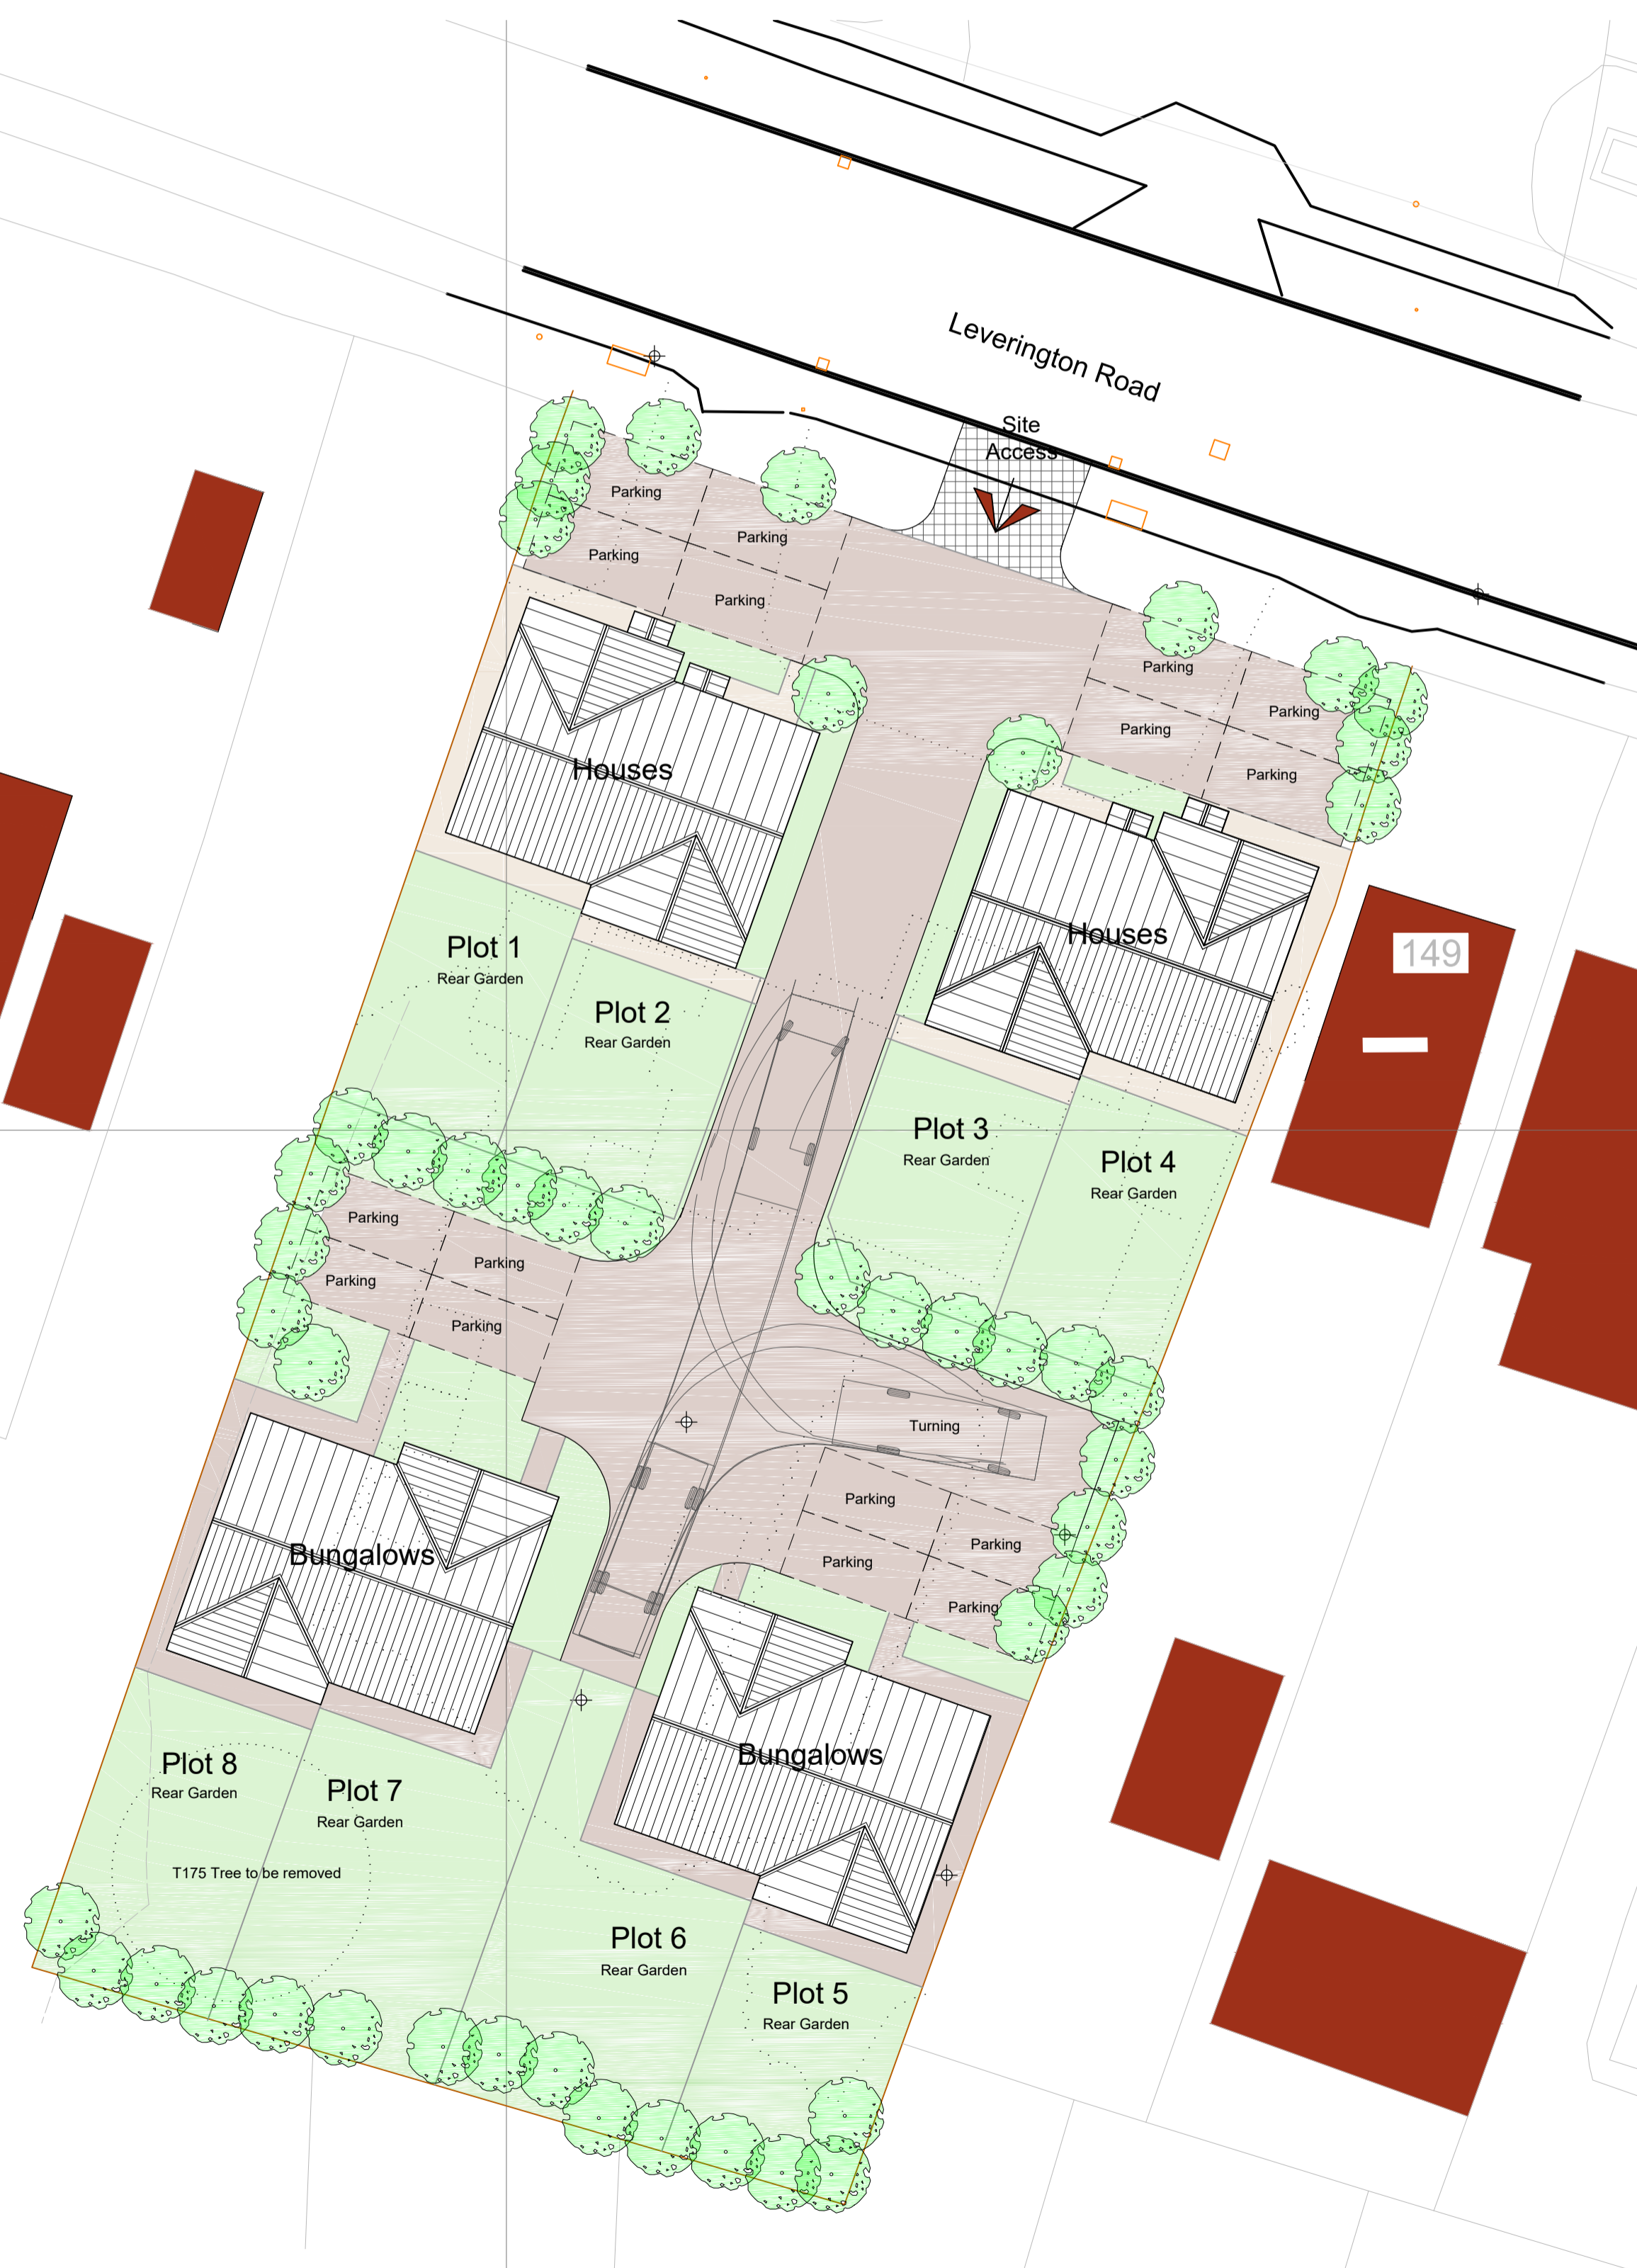 Leverington Road
Site
Access
Parking
Parking
Parking
Parking
Parking
Parking
Parking
Parking
Houses
Houses
149
Plot 1
Rear Garden
Plot 2
Rear Garden
Plot 3
Rear Garden
Plot 4
Rear Garden
Parking
Parking
Parking
Parking
Turning
Parking
Parking
Parking
Parking
Bungalows
Bungalows
Plot 8
Rear Garden
Plot 7
Rear Garden
T175 Tree to be removed
Plot 6
Rear Garden
Plot 5
Rear Garden